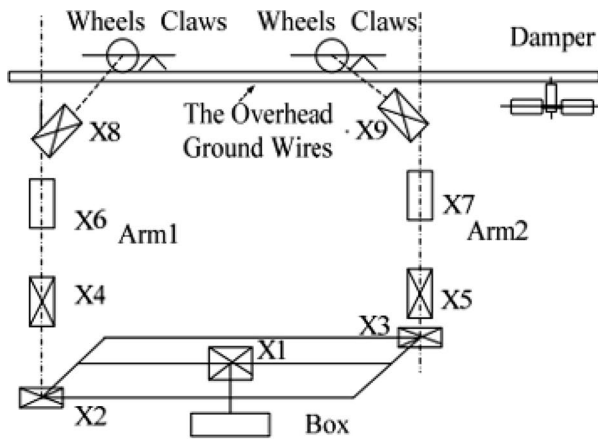 Wheels Claws Wheels Claws
Damper
X8
The Overhead
Ground Wires
X9
X6
Arm1
X7
Arm2
X4
X5
X3
X1
X2
Box